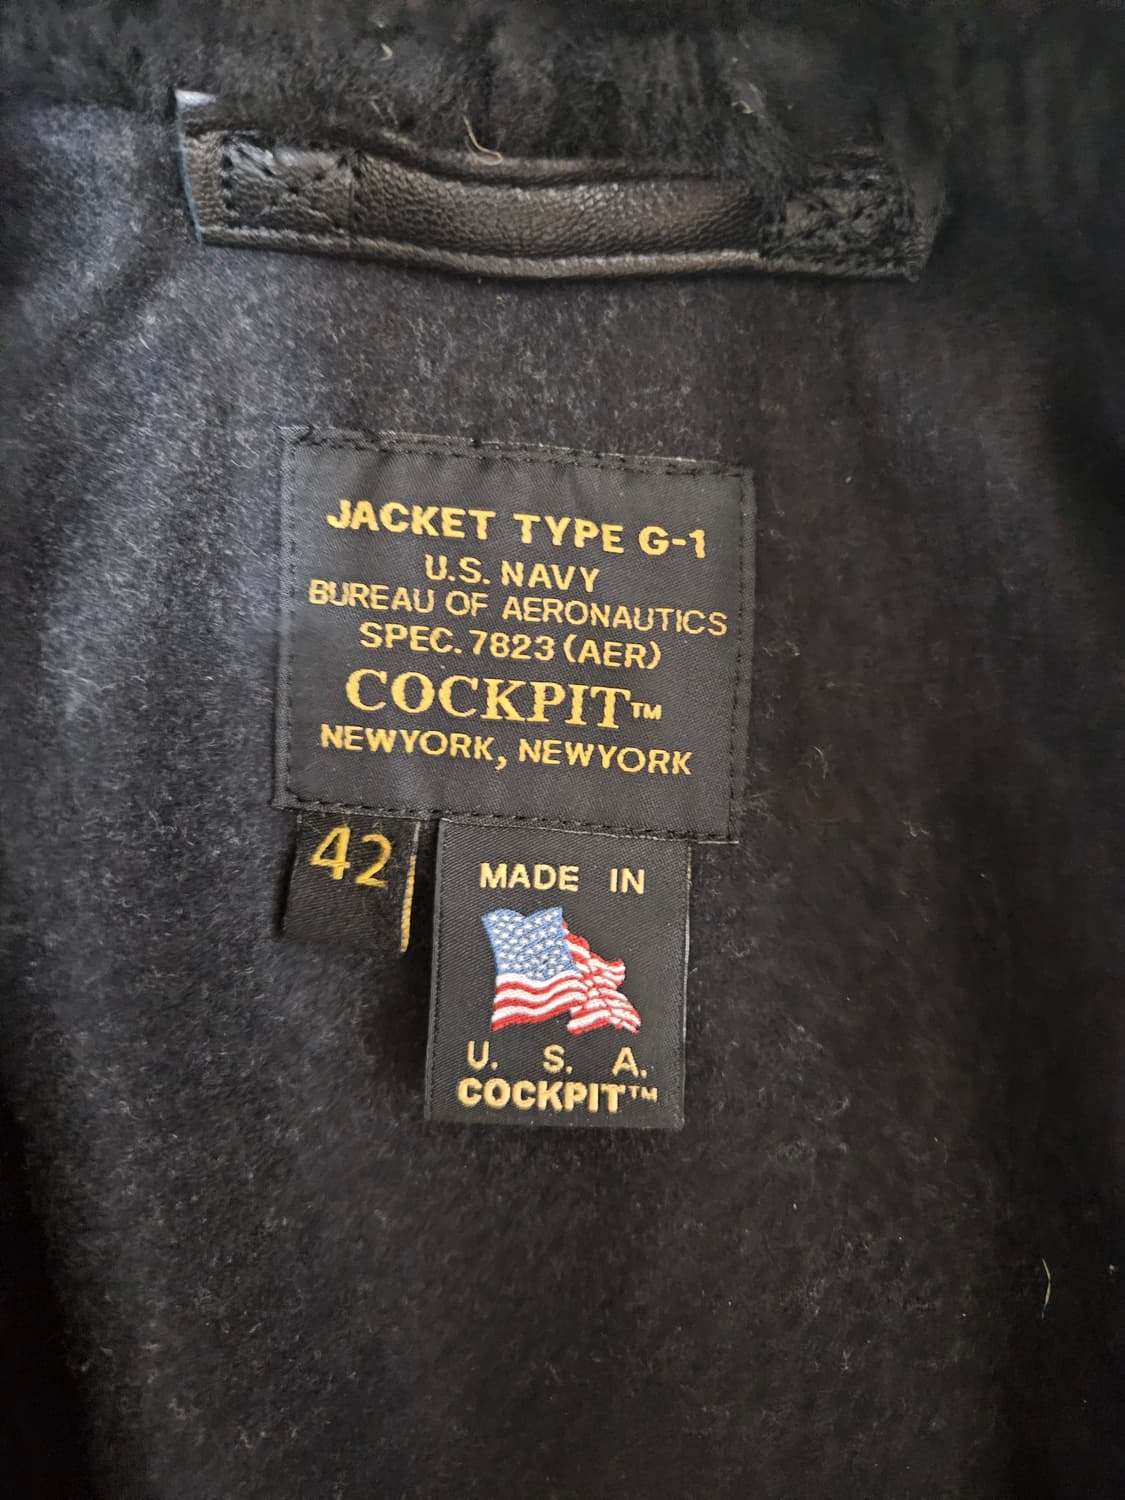 JACKET TYPE G-1
U.S. NAVY
BUREAU OF AERONAUTICS
SPEC. 7823 (AER)
COCKPIT™
NEWYORK, NEWYORK
42
MADE IN
U. S. A.
COCKPIT™